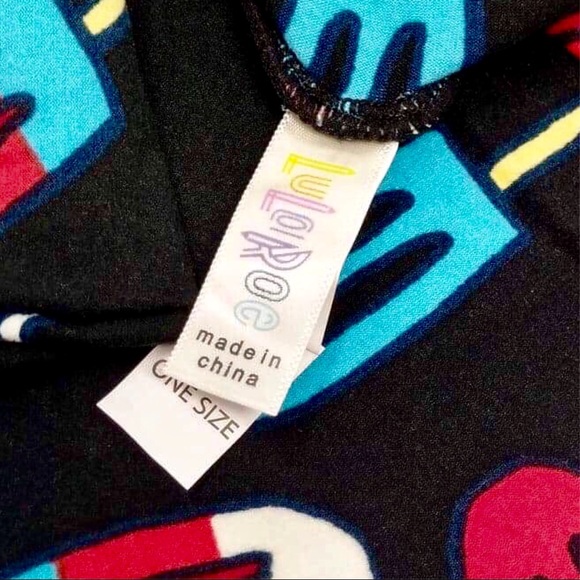 LuLaRoe
made in
china
ONE SIZE